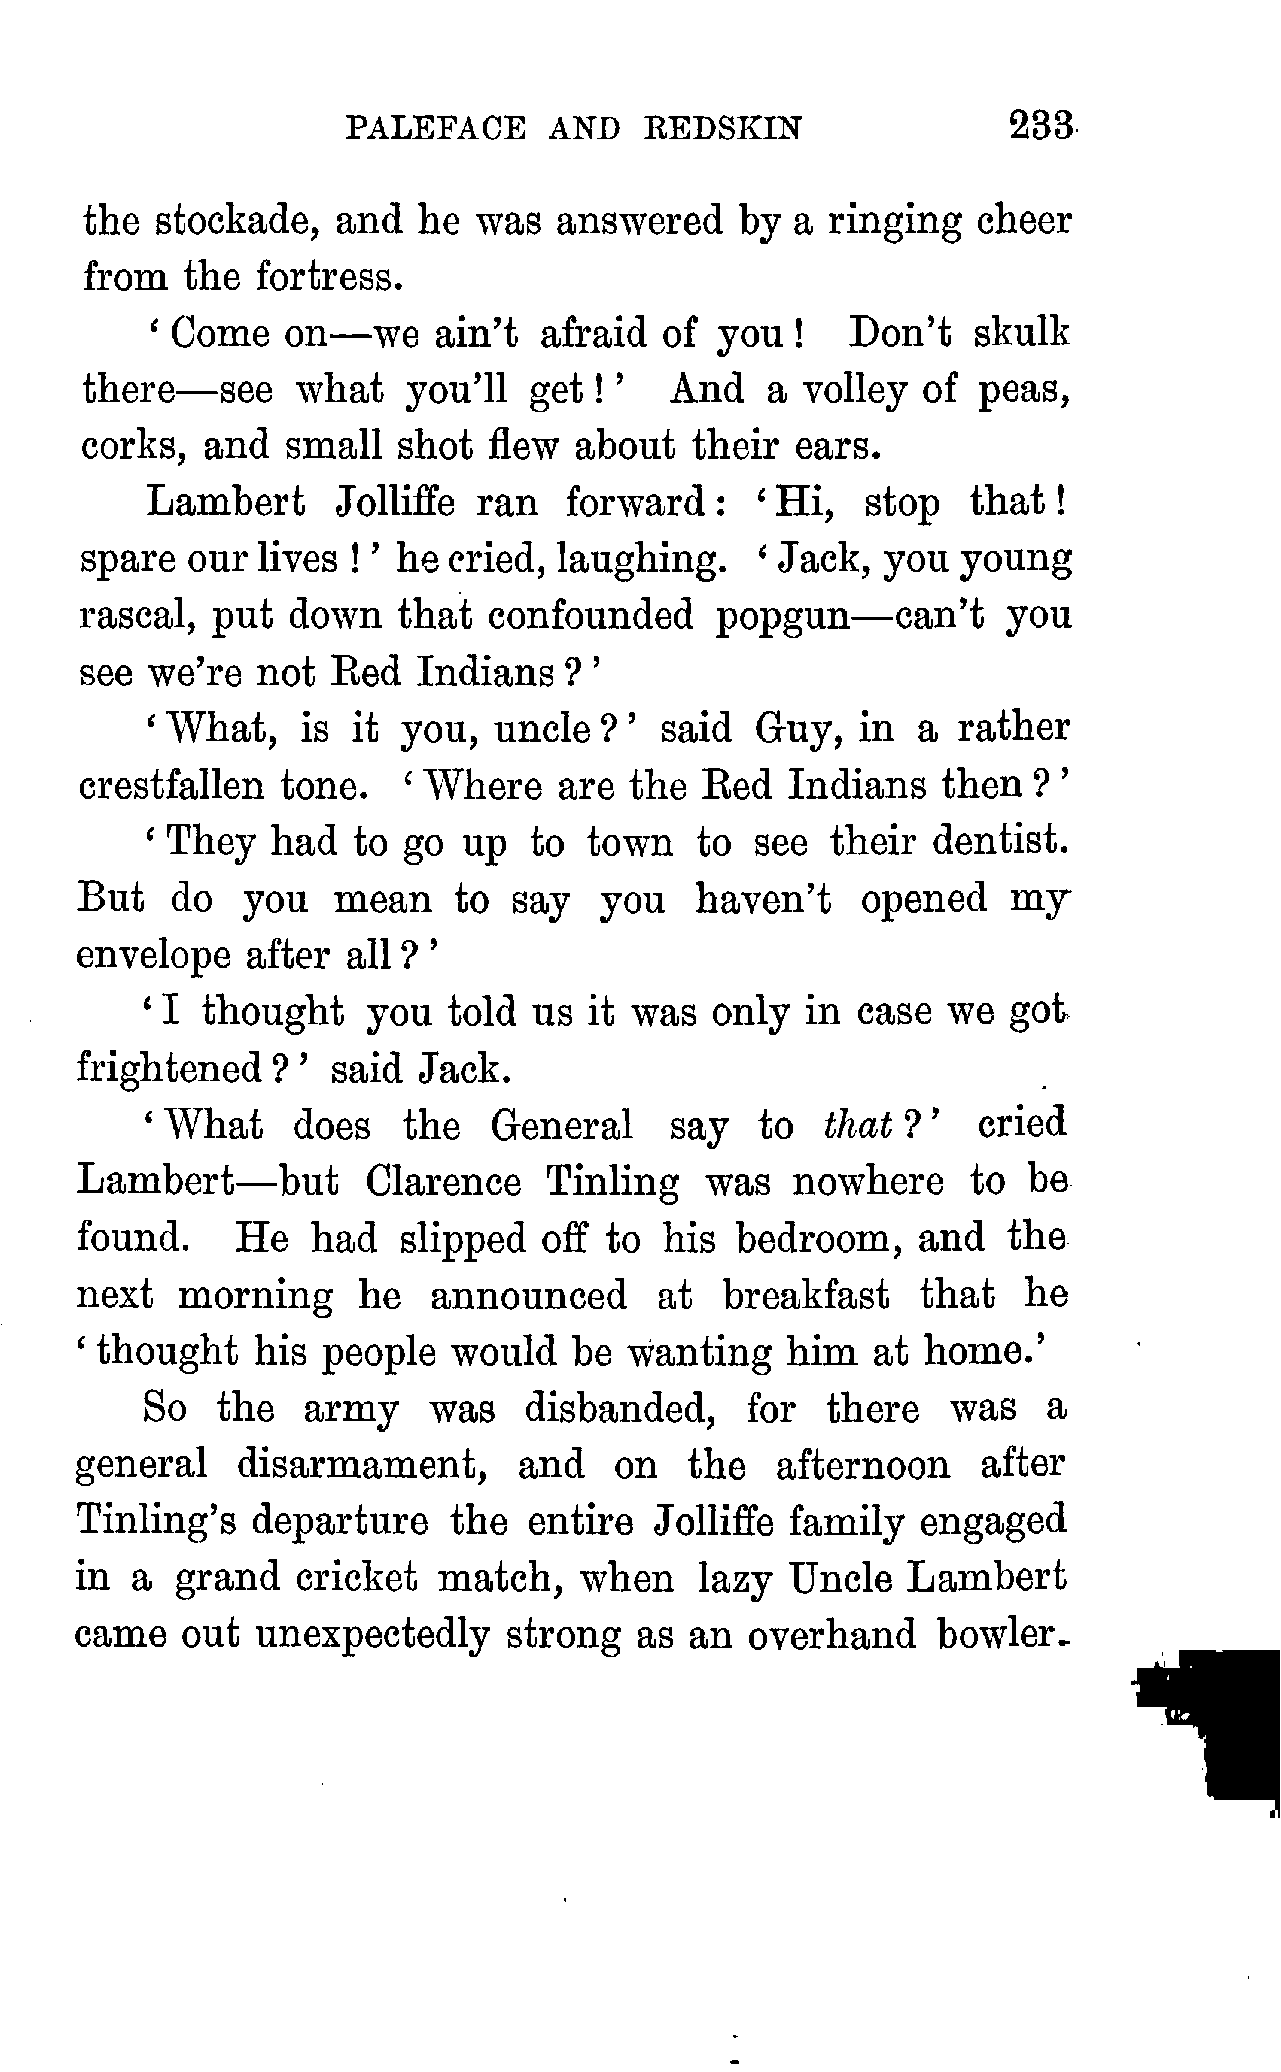 PALEFACE AND REDSKIN 233
the stockade, and he was answered by a ringing cheer
from the fortress.
‘Come on—we ain’t afraid of you! Don’t skulk
there—see what you’ll get!’ And a volley of peas,
corks, and small shot flew about their ears.
Lambert Jolliffe ran forward: ‘Hi, stop that!
spare our lives!’ he cried, laughing. ‘Jack, you young
rascal, put down that confounded popgun—can’t you
see we’re not Red Indians?’
‘What, is it you, uncle?’ said Guy, in a rather
crestfallen tone. ‘Where are the Red Indians then?’
‘They had to go up to town to see their dentist.
But do you mean to say you haven’t opened my
envelope after all?’
‘I thought you told us it was only in case we got
frightened?’ said Jack.
‘What does the General say to that?’ cried
Lambert—but Clarence Tinling was nowhere to be
found. He had slipped off to his bedroom, and the
next morning he announced at breakfast that he
‘thought his people would be wanting him at home.’
So the army was disbanded, for there was a
general disarmament, and on the afternoon after
Tinling’s departure the entire Jolliffe family engaged
in a grand cricket match, when lazy Uncle Lambert
came out unexpectedly strong as an overhand bowler.